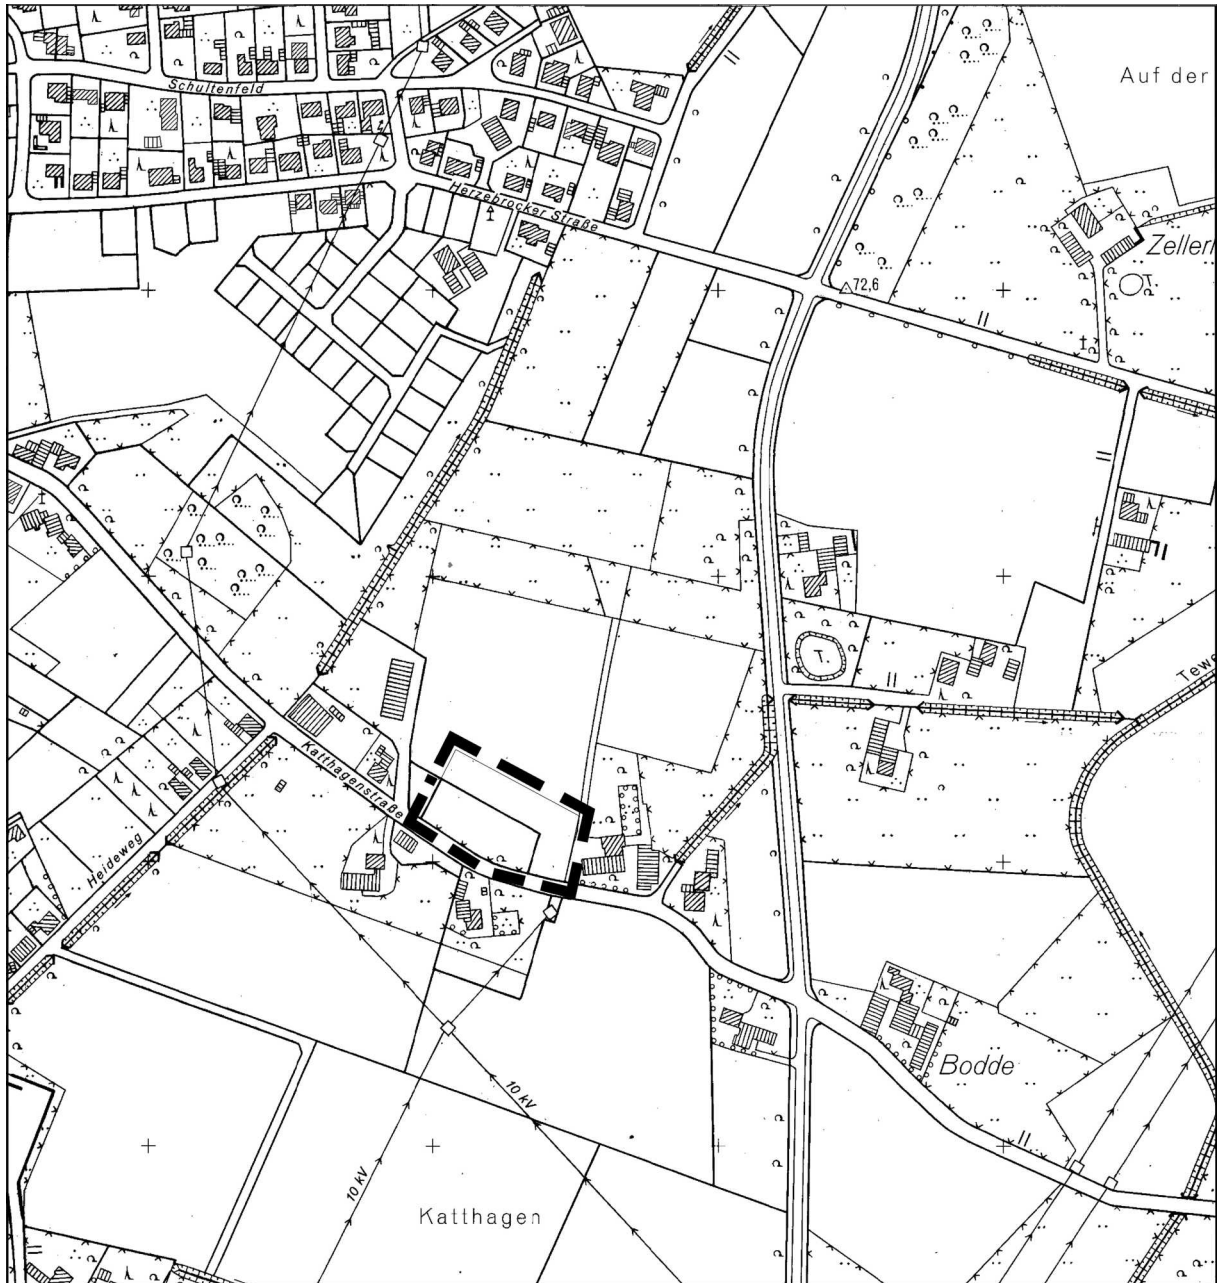 Auf der
Schultenfeld
Herzebrocker Straße
Zeller
T.
72,6
T.
Tewe
Katthagenstraße
Heideweg
Bodde
10 kV
10 kV
Katthagen